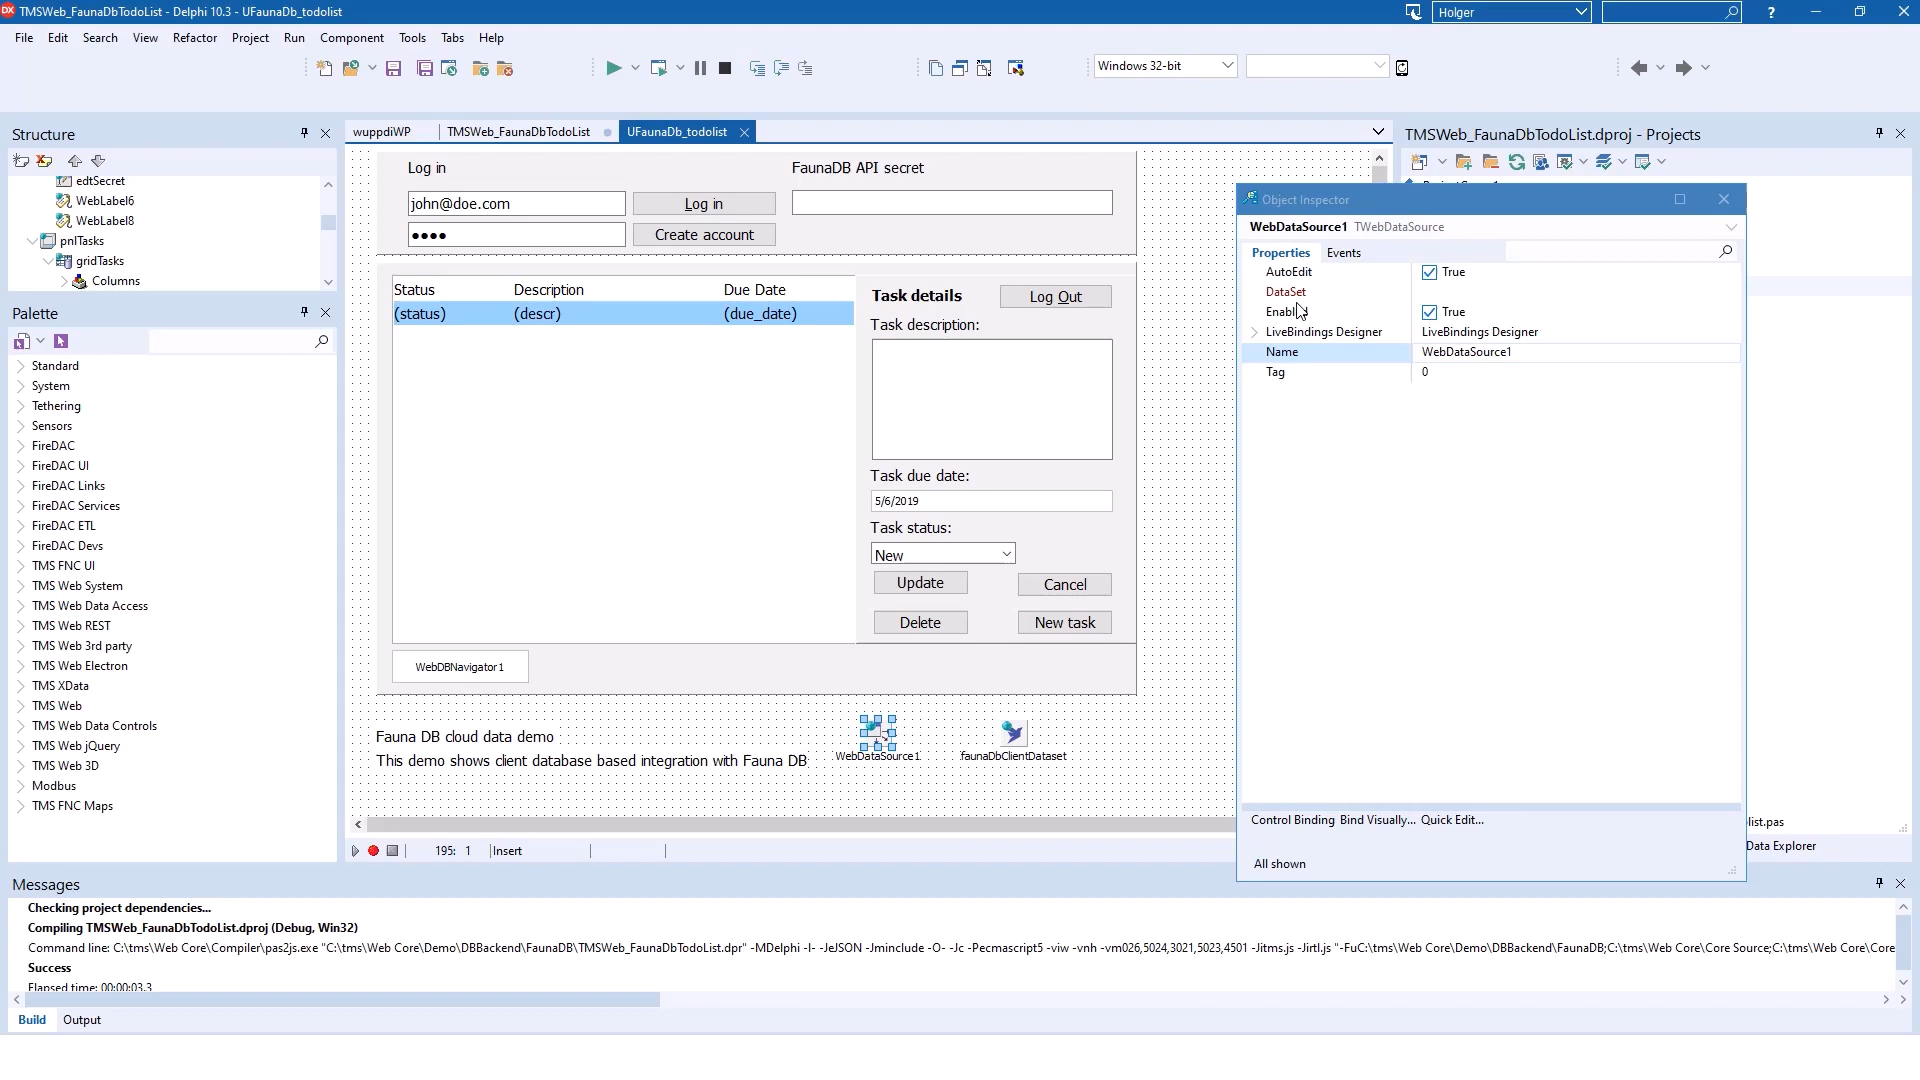 TMSWeb_FaunaDbTodoList - Delphi 10.3 - UFaunaDb_todolist
Holger
File Edit Search View Refactor Project Run Component Tools Tabs Help
Windows 32-bit
Structure
edtSecret
WebLabel6
WebLabel8
pnlTasks
gridTasks
Columns
Palette
Standard
System
Tethering
Sensors
FireDAC
FireDAC UI
FireDAC Links
FireDAC Services
FireDAC ETL
FireDAC Devs
TMS FNC UI
TMS Web System
TMS Web Data Access
TMS Web REST
TMS Web 3rd party
TMS Web Electron
TMS XData
TMS Web
TMS Web Data Controls
TMS Web jQuery
TMS Web 3D
Modbus
TMS FNC Maps
wuppdiWP TMSWeb_FaunaDbTodoList UFaunaDb_todolist
Log in FaunaDB API secret
john@doe.com Log in
•••• Create account
Status Description Due Date
(status) (descr) (due_date)
Task details Log Out
Task description:
Task due date:
5/6/2019
Task status:
New
Update Cancel
Delete New task
WebDBNavigator1
Fauna DB cloud data demo
This demo shows client database based integration with Fauna DB
WebDataSource1 faunaDbClientDataset
195: 1 Insert
TMSWeb_FaunaDbTodoList.dproj - Projects
Object Inspector
WebDataSource1 TWebDataSource
Properties Events
AutoEdit True
DataSet
Enabled True
LiveBindings Designer LiveBindings Designer
Name WebDataSource1
Tag 0
Control Binding Bind Visually... Quick Edit...
All shown
list.pas
Data Explorer
Messages
Checking project dependencies...
Compiling TMSWeb_FaunaDbTodoList.dproj (Debug, Win32)
Command line: C:\tms\Web Core\Compiler\pas2js.exe "C:\tms\Web Core\Demo\DBBackend\FaunaDB\TMSWeb_FaunaDbTodoList.dpr" -MDelphi -I- -JeJSON -Jminclude -O- -Jc -Pecmascript5 -viw -vnh -vm026,5024,3021,5023,4501 -Jitms.js -Jirtl.js "-FuC:\tms\Web Core\Demo\DBBackend\FaunaDB;C:\tms\Web Core\Core Source;C:\tms\Web Core\Core
Success
Elapsed time: 00:00:03.3
Build Output